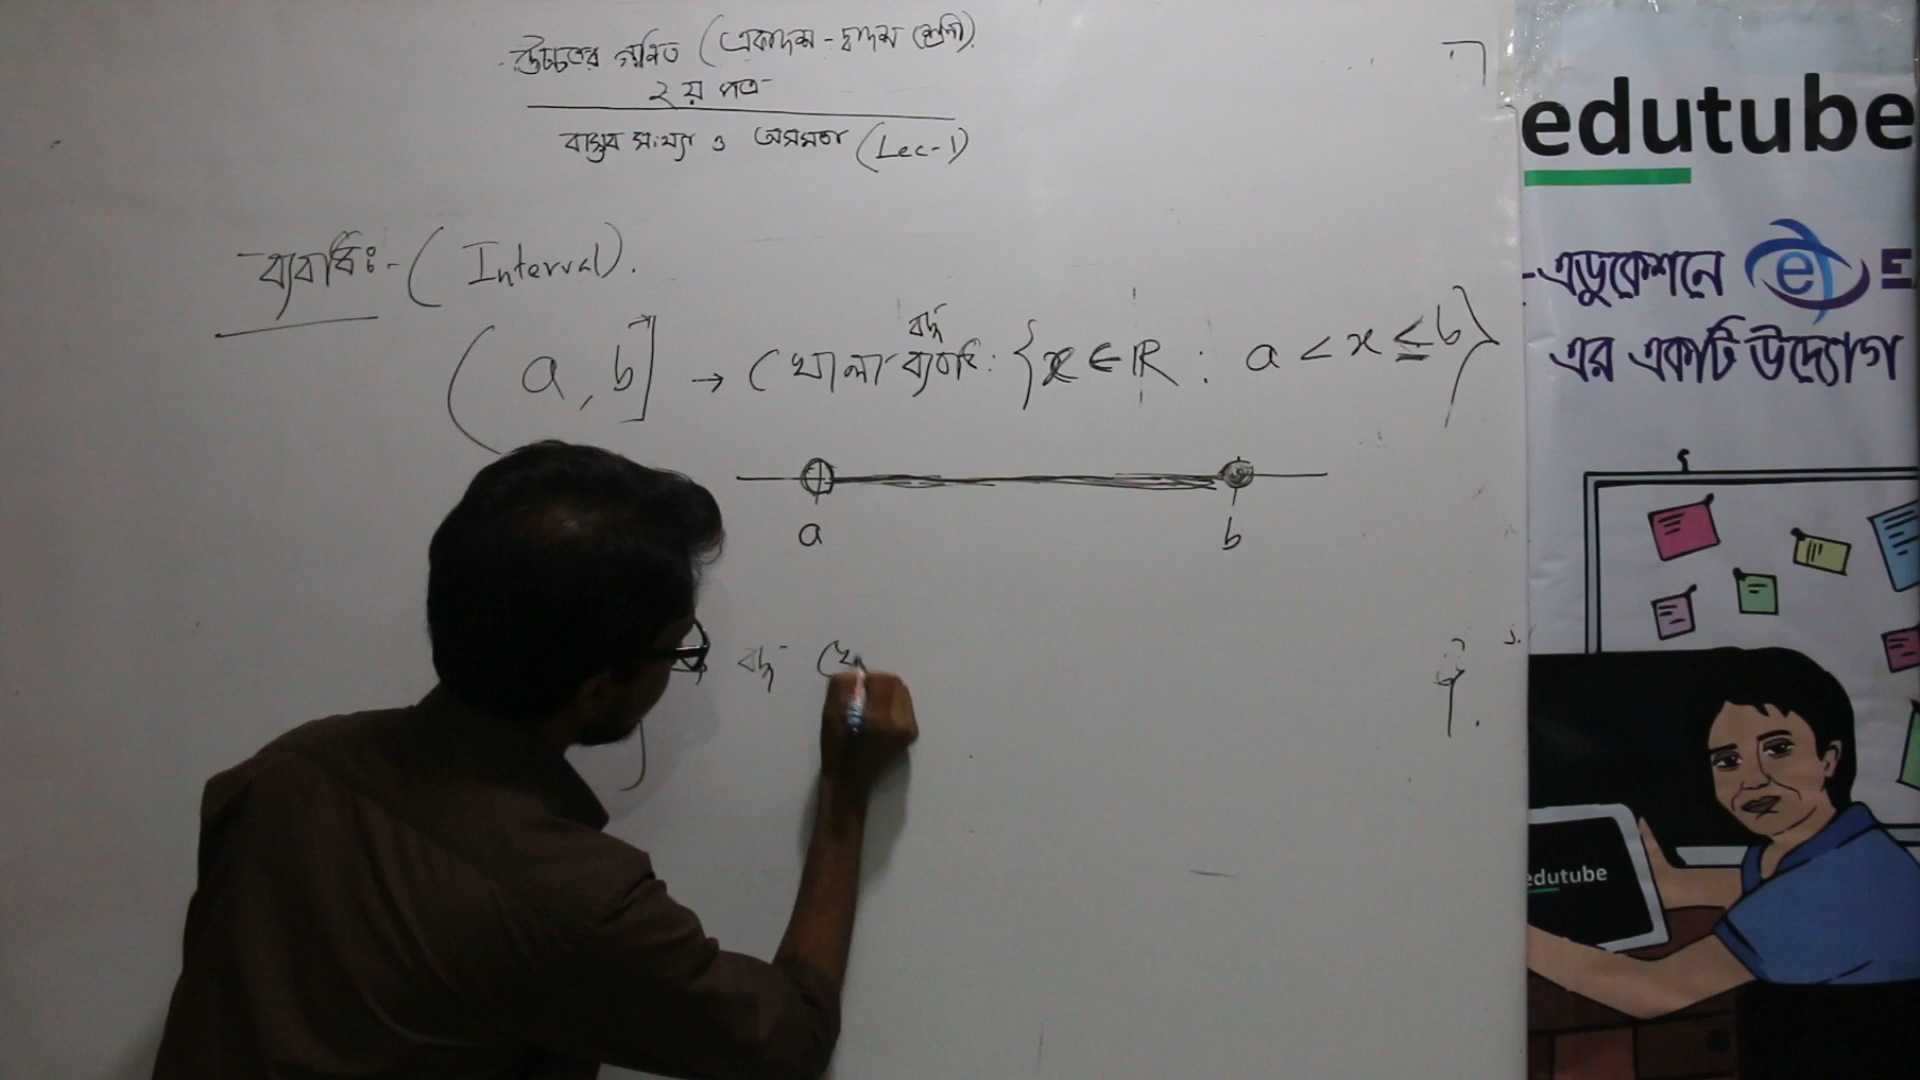 উচ্চতর গণিত (একাদশ - দ্বাদশ শ্রেণী).
২য় পত্র
বাস্তব সংখ্যা ও অসমতা (Lec-1)
ব্যবধিঃ- (Interval).
(a, b] → খোলা বদ্ধ ব্যবধি: {x ∈ ℝ : a < x ≤ b}
a b
বদ্ধ খো
edutube
-এডুকেশনে e E
এর একটি উদ্যোগ
edutube